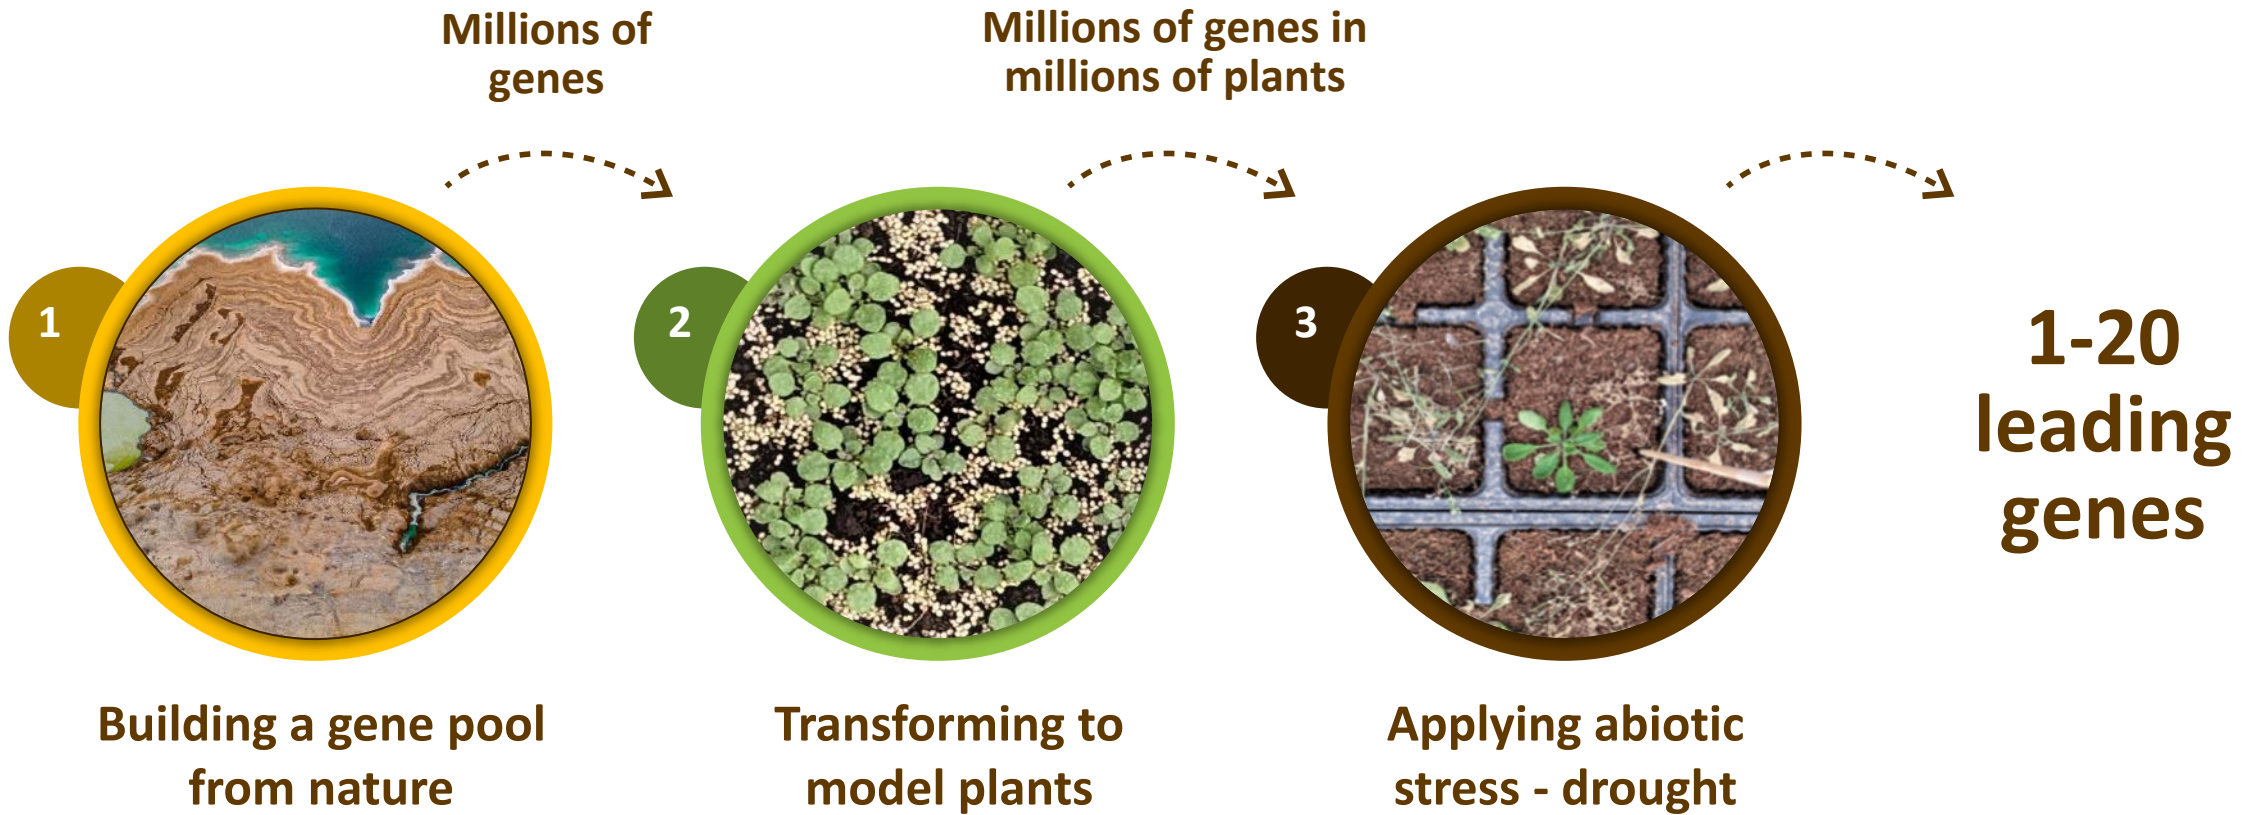 Millions of
genes
Millions of genes in
millions of plants
1
2
3
1-20
leading
genes
Building a gene pool
from nature
Transforming to
model plants
Applying abiotic
stress - drought